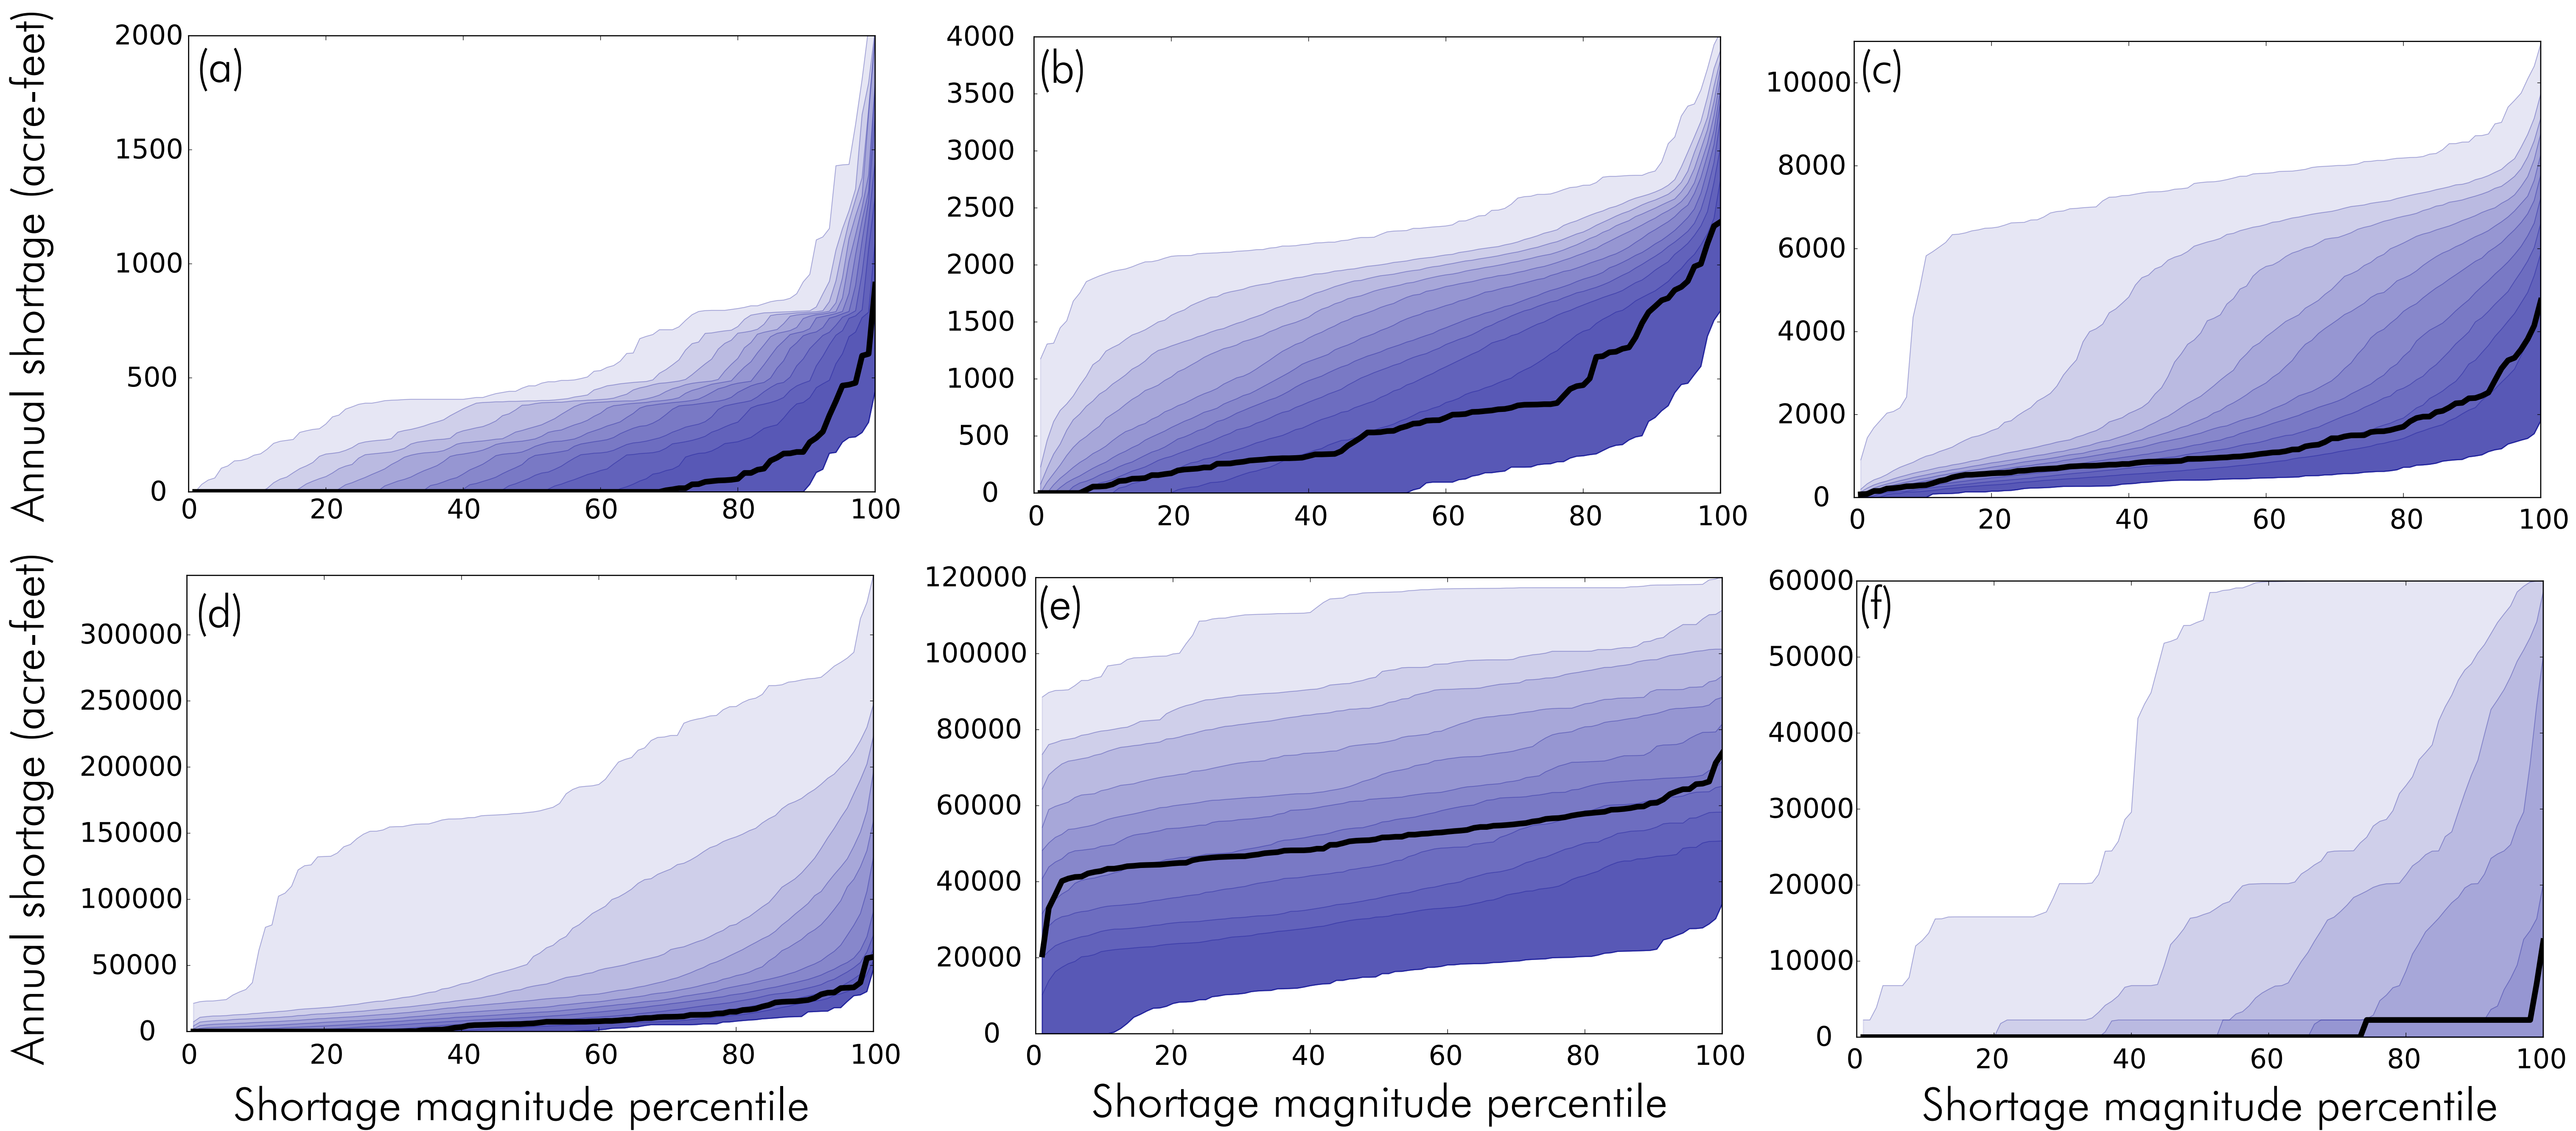 Annual shortage (acre-feet)
(a)
2000
1500
1000
500
0
0 20 40 60 80 100
(b)
4000
3500
3000
2500
2000
1500
1000
500
0
0 20 40 60 80 100
(c)
10000
8000
6000
4000
2000
0
0 20 40 60 80 100
Annual shortage (acre-feet)
(d)
300000
250000
200000
150000
100000
50000
0
0 20 40 60 80 100
Shortage magnitude percentile
(e)
120000
100000
80000
60000
40000
20000
0
0 20 40 60 80 100
Shortage magnitude percentile
(f)
60000
50000
40000
30000
20000
10000
0
0 20 40 60 80 100
Shortage magnitude percentile